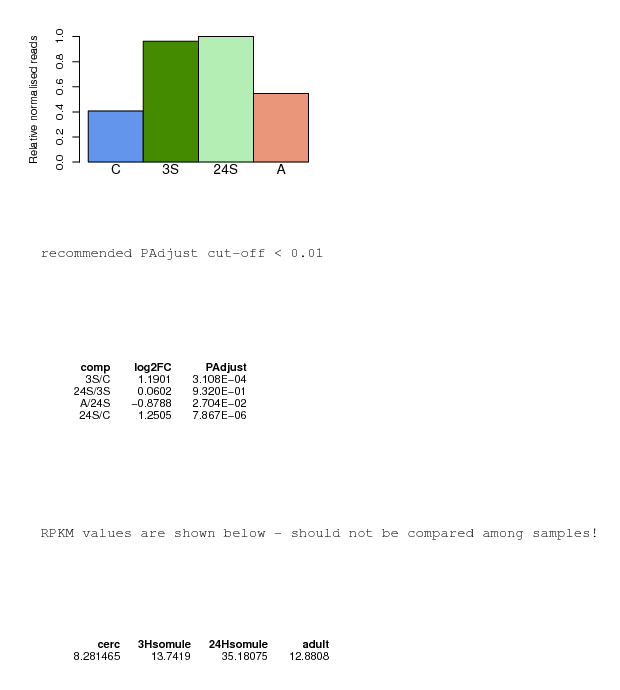 Relative normalised reads
1.0
0.8
0.6
0.4
0.2
0.0
C 3S 24S A
recommended PAdjust cut-off < 0.01
comp log2FC PAdjust
3S/C 1.1901 3.108E−04
24S/3S 0.0602 9.320E−01
A/24S −0.8788 2.704E−02
24S/C 1.2505 7.867E−06
RPKM values are shown below - should not be compared among samples!
cerc 3Hsomule 24Hsomule adult
8.281465 13.7419 35.18075 12.8808